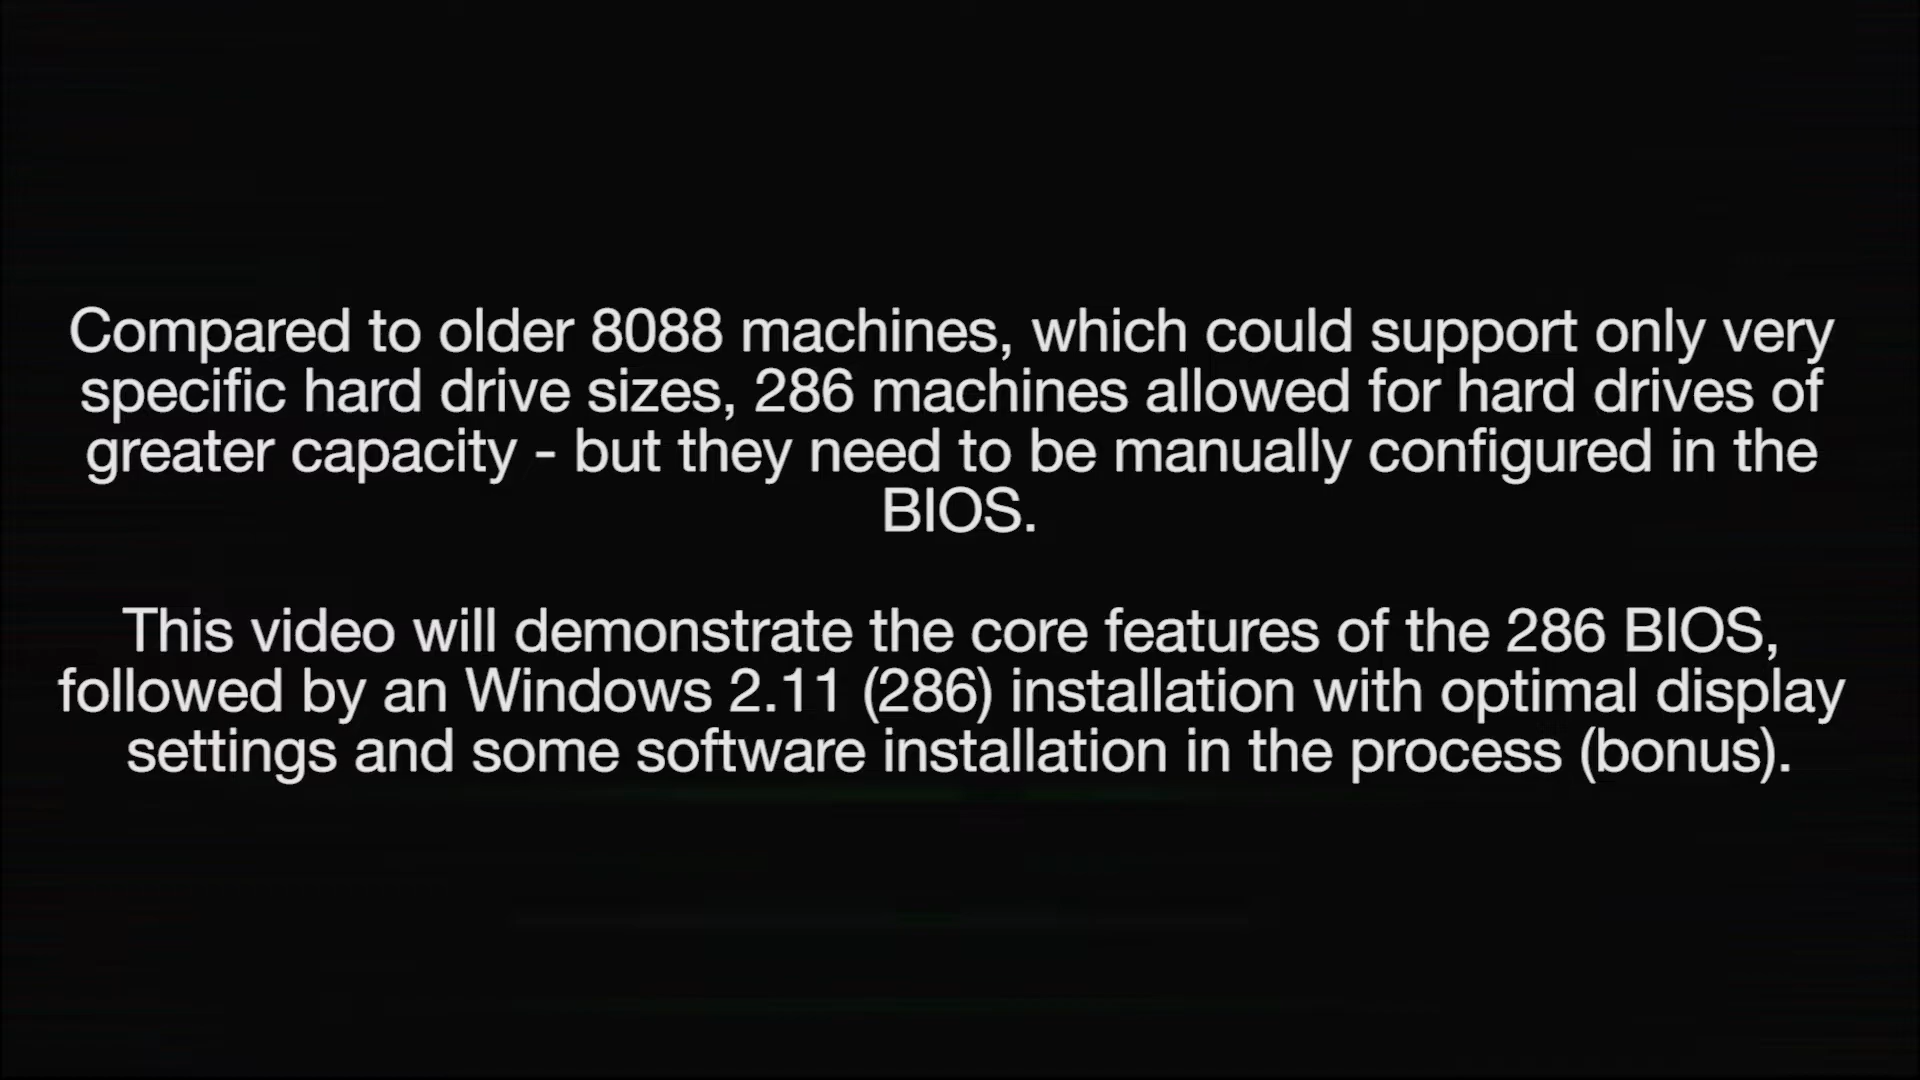 Compared to older 8088 machines, which could support only very
specific hard drive sizes, 286 machines allowed for hard drives of
greater capacity - but they need to be manually configured in the
BIOS.
This video will demonstrate the core features of the 286 BIOS,
followed by an Windows 2.11 (286) installation with optimal display
settings and some software installation in the process (bonus).